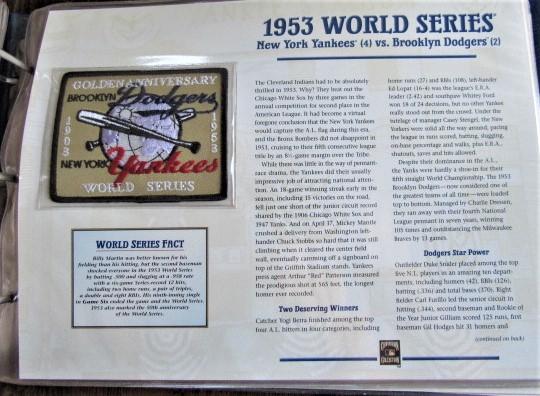 1953 WORLD SERIES
New York Yankees (4) vs. Brooklyn Dodgers (2)
GOLDEN ANNIVERSARY
BROOKLYN Dodgers
1903
1953
NEW YORK Yankees
WORLD SERIES
WORLD SERIES FACT
Billy Martin was better known for his
fielding than his hitting, but the second baseman
shocked everyone in the 1953 World Series
by batting .500 and slugging at a .958 rate
with a six-game Series record 12 hits,
including two home runs, a pair of triples,
a double and eight RBIs. His ninth-inning single
in Game Six ended the game and the World Series.
1953 also marked the 50th anniversary
of the World Series.
The Cleveland Indians had to be absolutely
thrilled in 1953. Why? They beat out the
Chicago White Sox by three games in the
annual competition for second place in the
American League. It had become a virtual
foregone conclusion that the New York Yankees
would capture the A.L. flag during this era,
and the Bronx Bombers did not disappoint in
1953, cruising to their fifth consecutive league
title by an 8½-game margin over the Tribe.
While there was little in the way of pennant-
race drama, the Yankees did their usually
impressive job of attracting national atten-
tion. An 18-game winning streak early in the
season, including 15 victories on the road,
fell just one short of the junior circuit record
shared by the 1906 Chicago White Sox and
1947 Yanks. And on April 17, Mickey Mantle
crushed a delivery from Washington left-
hander Chuck Stobbs so hard that it was still
climbing when it cleared the center field
wall, eventually caroming off a signboard on
top of the Griffith Stadium stands. Yankees
press agent Arthur "Red" Patterson measured
the prodigious shot at 565 feet, the longest
homer ever recorded.
Two Deserving Winners
Catcher Yogi Berra finished among the top
four A.L. hitters in four categories, including
home runs (27) and RBIs (108), left-hander
Ed Lopat (16-4) was the league's E.R.A.
leader (2.42) and southpaw Whitey Ford
won 18 of 24 decisions, but no other Yankee
really stood out from the crowd. Under the
tutelage of manager Casey Stengel, the New
Yorkers were solid all the way around, pacing
the league in runs scored, batting, slugging,
on-base percentage and walks, plus E.R.A.,
shutouts, saves and hits allowed.
Despite their dominance in the A.L.,
the Yanks were hardly a shoe-in for their
fifth straight World Championship. The 1953
Brooklyn Dodgers—now considered one of
the greatest teams of all time—were loaded
top to bottom. Managed by Charlie Dressen,
they ran away with their fourth National
League pennant in seven years, winning
105 times and outdistancing the Milwaukee
Braves by 13 games.
Dodgers Star Power
Outfielder Duke Snider placed among the top
five N.L. players in an amazing ten depart-
ments, including homers (42), RBIs (126),
batting (.336) and total bases (370). Right
fielder Carl Furillo led the senior circuit in
hitting (.344), second baseman and Rookie of
the Year Junior Gilliam scored 125 runs, first
baseman Gil Hodges hit 31 homers and
(continued on back)